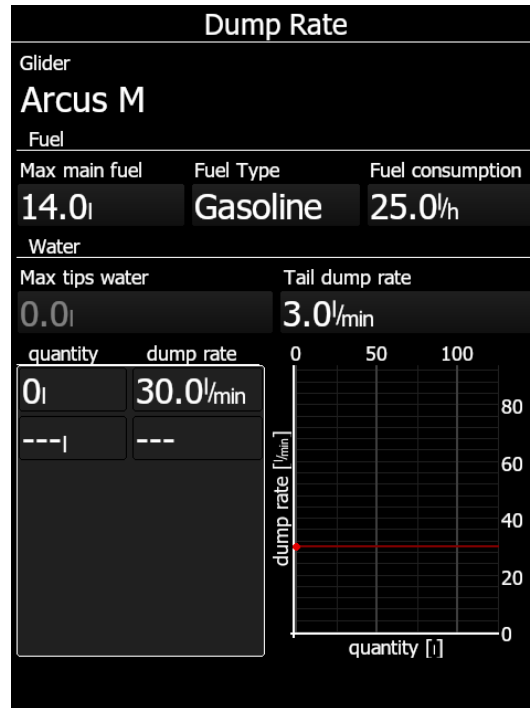 Dump Rate
Glider
Arcus M
Fuel
Max main fuel Fuel Type Fuel consumption
14.0l Gasoline 25.0l/h
Water
Max tips water Tail dump rate
0.0l 3.0l/min
quantity dump rate
0l 30.0l/min
---l ---
0 50 100
80
60
40
20
0
dump rate [l/min]
quantity [l]